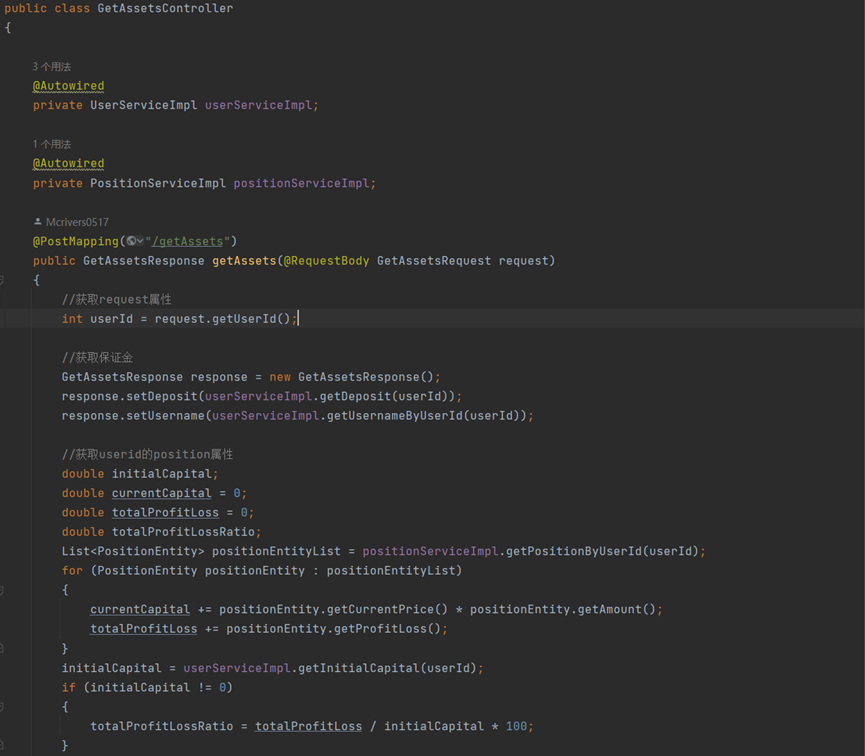 public class GetAssetsController
{
3 个用法
@Autowired
private UserServiceImpl userServiceImpl;
1 个用法
@Autowired
private PositionServiceImpl positionServiceImpl;
Mcrivers0517
@PostMapping("/getAssets")
public GetAssetsResponse getAssets(@RequestBody GetAssetsRequest request)
{
//获取request属性
int userId = request.getUserId();
//获取保证金
GetAssetsResponse response = new GetAssetsResponse();
response.setDeposit(userServiceImpl.getDeposit(userId));
response.setUsername(userServiceImpl.getUsernameByUserId(userId));
//获取userid的position属性
double initialCapital;
double currentCapital = 0;
double totalProfitLoss = 0;
double totalProfitLossRatio;
List<PositionEntity> positionEntityList = positionServiceImpl.getPositionByUserId(userId);
for (PositionEntity positionEntity : positionEntityList)
{
currentCapital += positionEntity.getCurrentPrice() * positionEntity.getAmount();
totalProfitLoss += positionEntity.getProfitLoss();
}
initialCapital = userServiceImpl.getInitialCapital(userId);
if (initialCapital != 0)
{
totalProfitLossRatio = totalProfitLoss / initialCapital * 100;
}